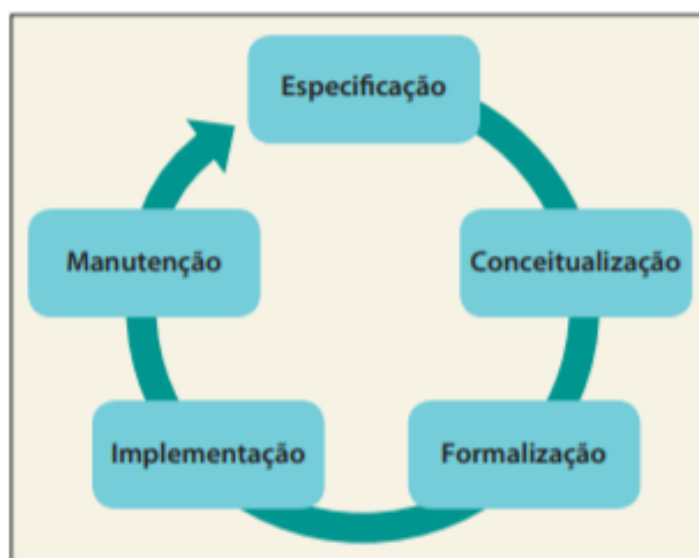 Especificação
Conceitualização
Formalização
Implementação
Manutenção